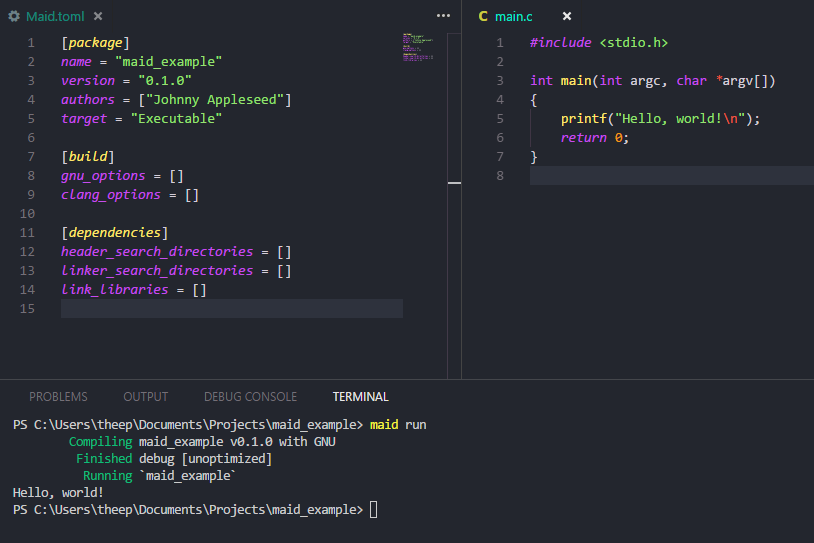 Maid.toml
1 [package]
2 name = "maid_example"
3 version = "0.1.0"
4 authors = ["Johnny Appleseed"]
5 target = "Executable"
6
7 [build]
8 gnu_options = []
9 clang_options = []
10
11 [dependencies]
12 header_search_directories = []
13 linker_search_directories = []
14 link_libraries = []
15
C main.c
1 #include <stdio.h>
2
3 int main(int argc, char *argv[])
4 {
5     printf("Hello, world!\n");
6     return 0;
7 }
8
PROBLEMS OUTPUT DEBUG CONSOLE TERMINAL
PS C:\Users\theep\Documents\Projects\maid_example> maid run
Compiling maid_example v0.1.0 with GNU
Finished debug [unoptimized]
Running `maid_example`
Hello, world!
PS C:\Users\theep\Documents\Projects\maid_example>